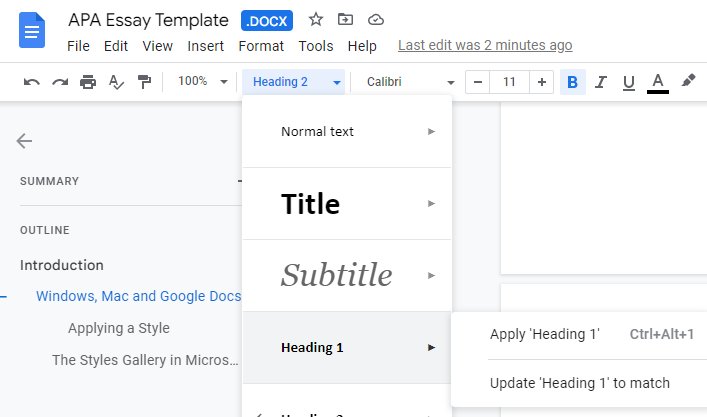 APA Essay Template .DOCX
File Edit View Insert Format Tools Help Last edit was 2 minutes ago
100% Heading 2 Calibri 11 B I U A
Normal text
SUMMARY
Title
OUTLINE
Introduction
Subtitle
Windows, Mac and Google Docs
Applying a Style
Heading 1
Apply 'Heading 1' Ctrl+Alt+1
The Styles Gallery in Micros...
Update 'Heading 1' to match